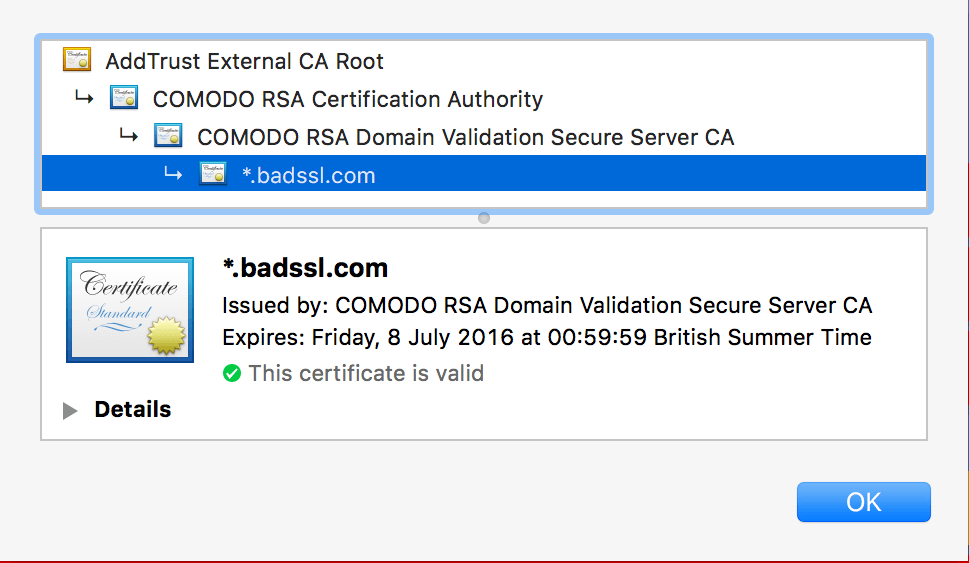 AddTrust External CA Root
COMODO RSA Certification Authority
COMODO RSA Domain Validation Secure Server CA
*.badssl.com
Certificate
Standard
*.badssl.com
Issued by: COMODO RSA Domain Validation Secure Server CA
Expires: Friday, 8 July 2016 at 00:59:59 British Summer Time
This certificate is valid
Details
OK